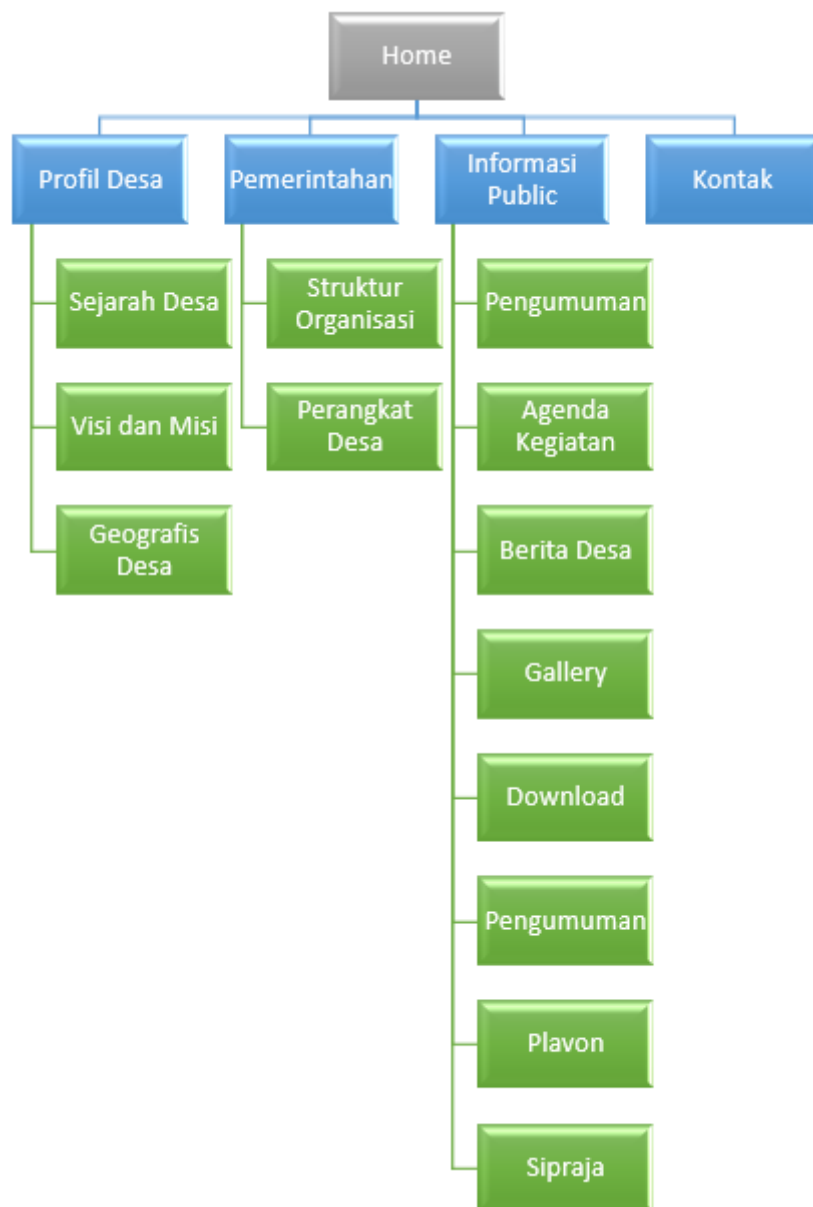 Home
Profil Desa
Pemerintahan
Informasi
Public
Kontak
Sejarah Desa
Visi dan Misi
Geografis
Desa
Struktur
Organisasi
Perangkat
Desa
Pengumuman
Agenda
Kegiatan
Berita Desa
Gallery
Download
Pengumuman
Plavon
Sipraja